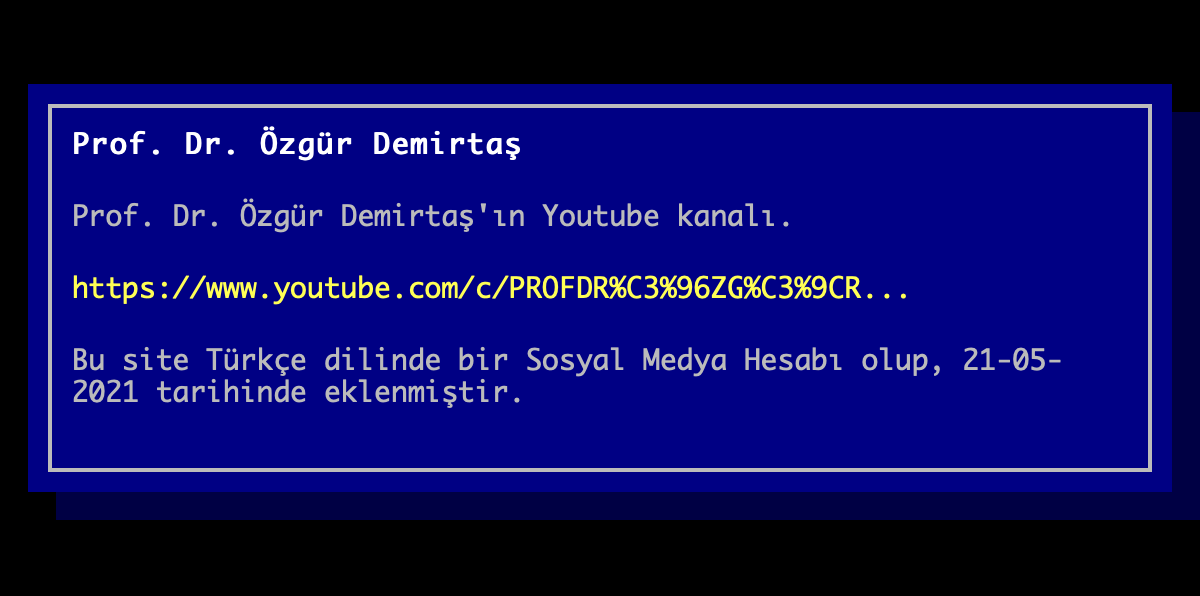 Prof. Dr. Özgür Demirtaş
Prof. Dr. Özgür Demirtaş'ın Youtube kanalı.
https://www.youtube.com/c/PROFDR%C3%96ZG%C3%9CR...
Bu site Türkçe dilinde bir Sosyal Medya Hesabı olup, 21-05-
2021 tarihinde eklenmiştir.